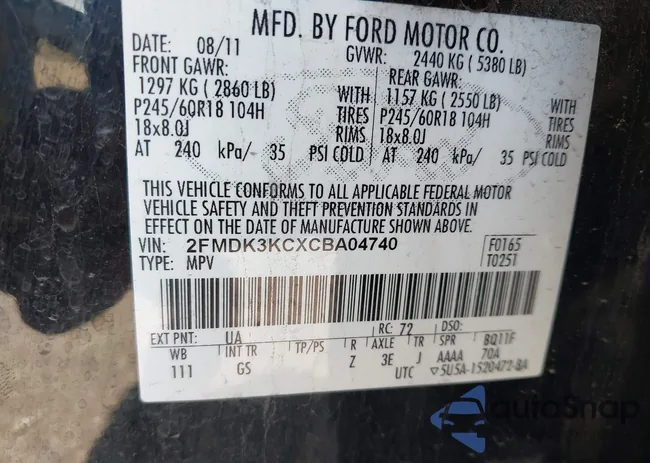 MFD. BY FORD MOTOR CO.
DATE: 08/11 GVWR: 2440 KG ( 5380 LB)
FRONT GAWR: REAR GAWR:
1297 KG ( 2860 LB) WITH 1157 KG ( 2550 LB) WITH
P245/60R18 104H TIRES P245/60R18 104H TIRES
18x8.0J RIMS 18x8.0J RIMS
AT 240 kPa/ 35 PSI COLD AT 240 kPa/ 35 PSI COLD
THIS VEHICLE CONFORMS TO ALL APPLICABLE FEDERAL MOTOR
VEHICLE SAFETY AND THEFT PREVENTION STANDARDS IN
EFFECT ON THE DATE OF MANUFACTURE SHOWN ABOVE.
VIN: 2FMDK3KCXCBA04740 F0165
TYPE: MPV T0251
EXT PNT: UA RC: 72 DSO:
WB INT TR TP/PS R AXLE TR SPR BQ11F
111 GS Z 3E J AAAA 70A
UTC ▽5U5A-1520472-BA
autoSnap